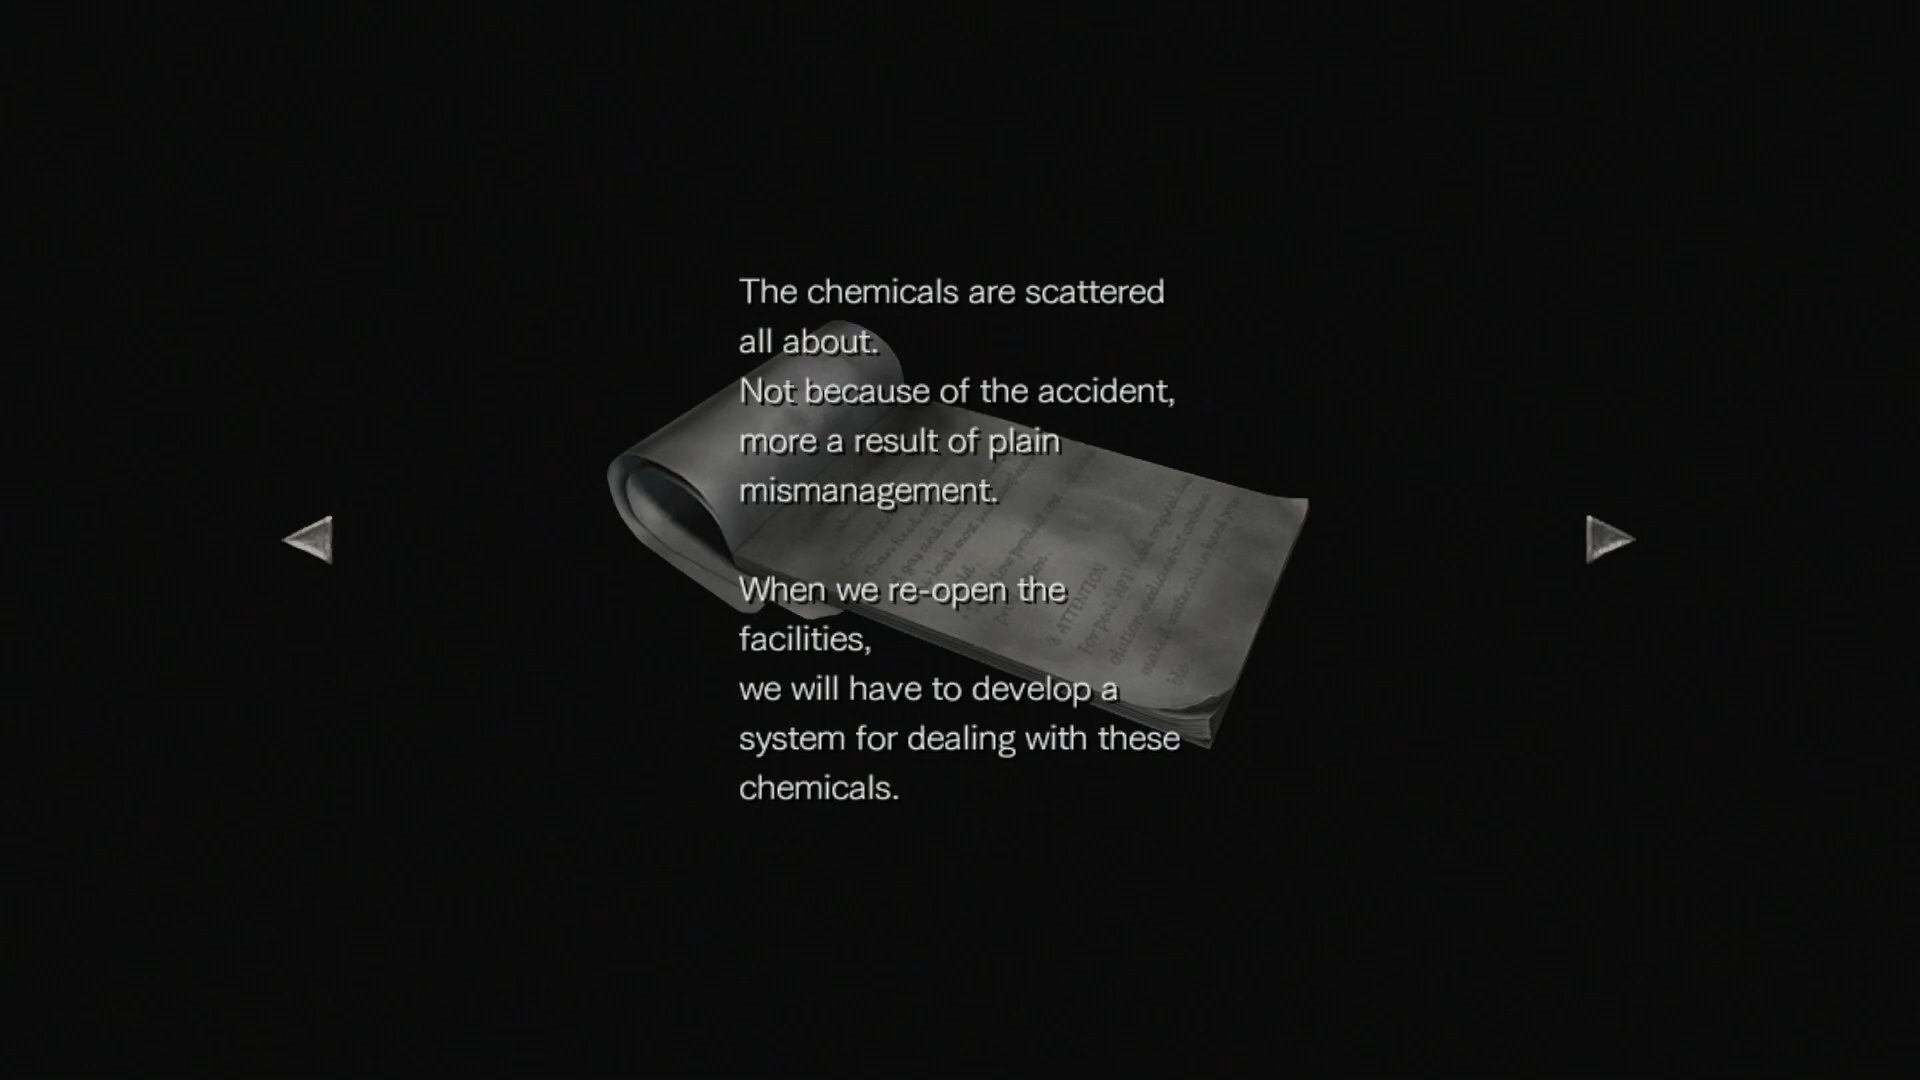 The chemicals are scattered
all about.
Not because of the accident,
more a result of plain
mismanagement.
When we re-open the
facilities,
we will have to develop a
system for dealing with these
chemicals.
ATTENTION